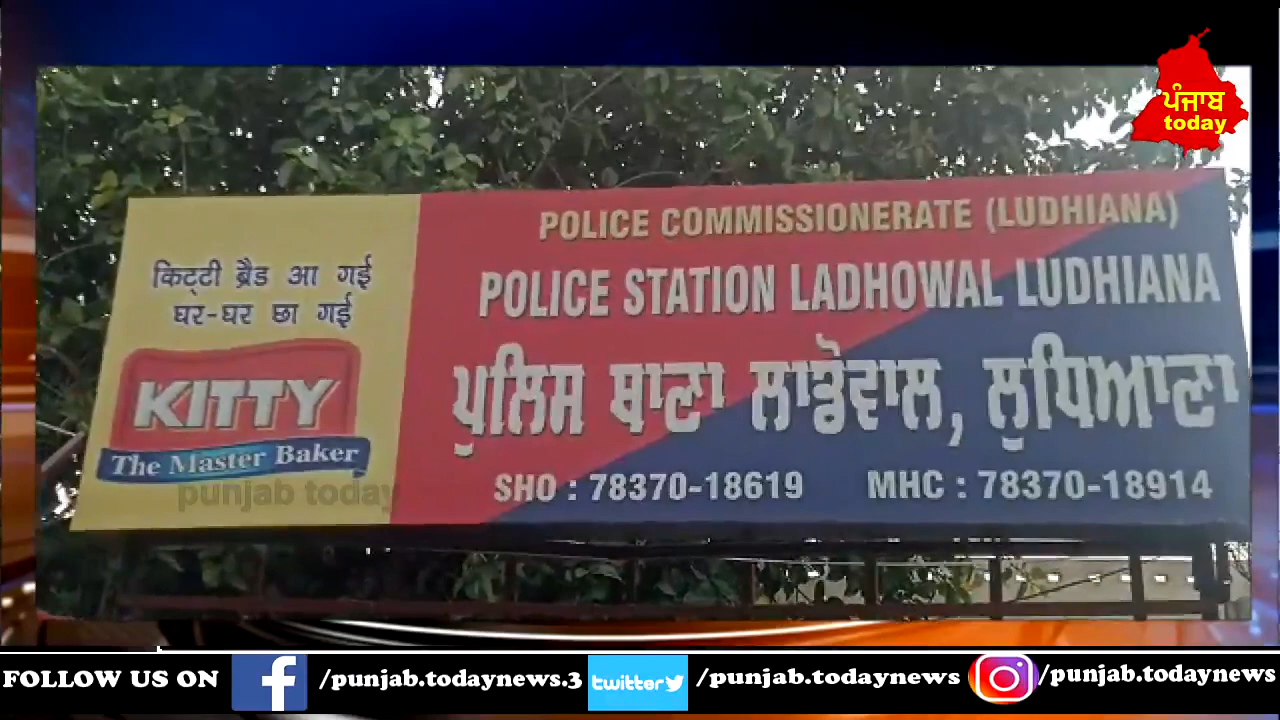 ਪੰਜਾਬ
today
POLICE COMMISSIONERATE (LUDHIANA)
POLICE STATION LADHOWAL LUDHIANA
ਪੁਲਿਸ ਥਾਣਾ ਲਾਡੋਵਾਲ, ਲੁਧਿਆਣਾ
SHO : 78370-18619 MHC : 78370-18914
किट्टी ब्रैड आ गई
घर-घर छा गई
KITTY
The Master Baker
punjab today
FOLLOW US ON f /punjab.todaynews.3 twitter /punjab.todaynews /punjab.todaynews